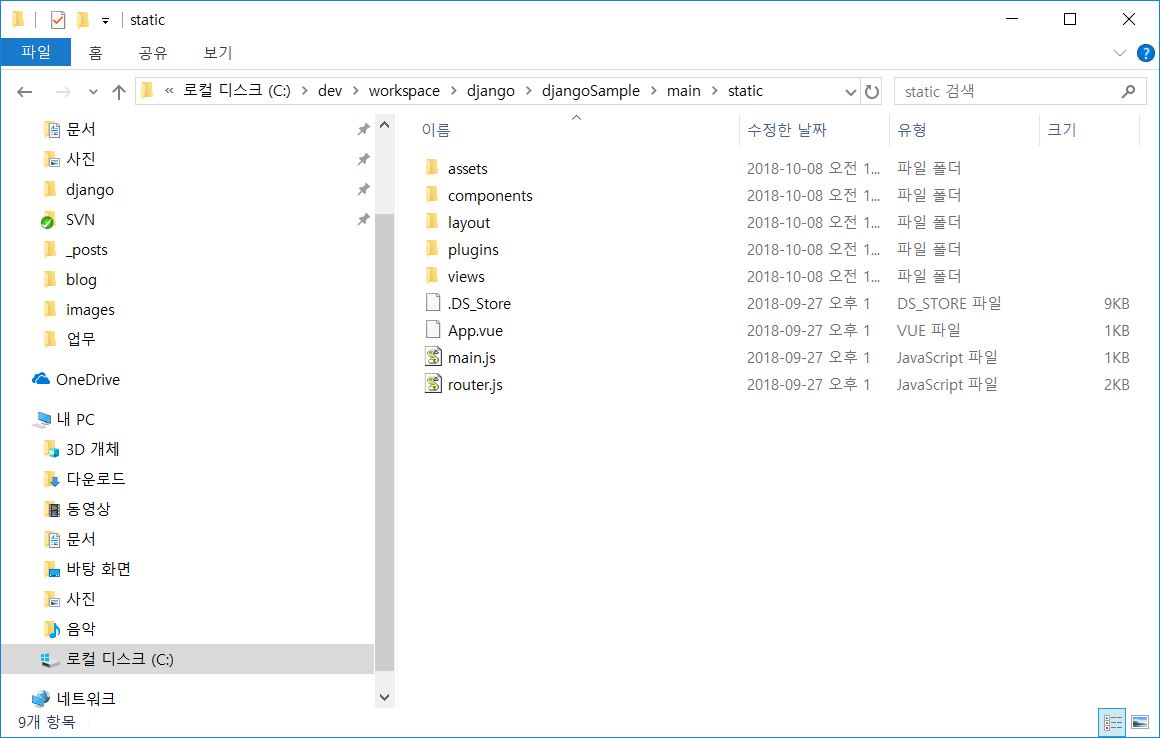 static
파일 홈 공유 보기
« 로컬 디스크 (C:) > dev > workspace > django > djangoSample > main > static
static 검색
문서
사진
django
SVN
_posts
blog
images
업무
OneDrive
내 PC
3D 개체
다운로드
동영상
문서
바탕 화면
사진
음악
로컬 디스크 (C:)
네트워크
이름 수정한 날짜 유형 크기
assets 2018-10-08 오전 1... 파일 폴더
components 2018-10-08 오전 1... 파일 폴더
layout 2018-10-08 오전 1... 파일 폴더
plugins 2018-10-08 오전 1... 파일 폴더
views 2018-10-08 오전 1... 파일 폴더
.DS_Store 2018-09-27 오후 1 DS_STORE 파일 9KB
App.vue 2018-09-27 오후 1 VUE 파일 1KB
main.js 2018-09-27 오후 1 JavaScript 파일 1KB
router.js 2018-09-27 오후 1 JavaScript 파일 2KB
9개 항목